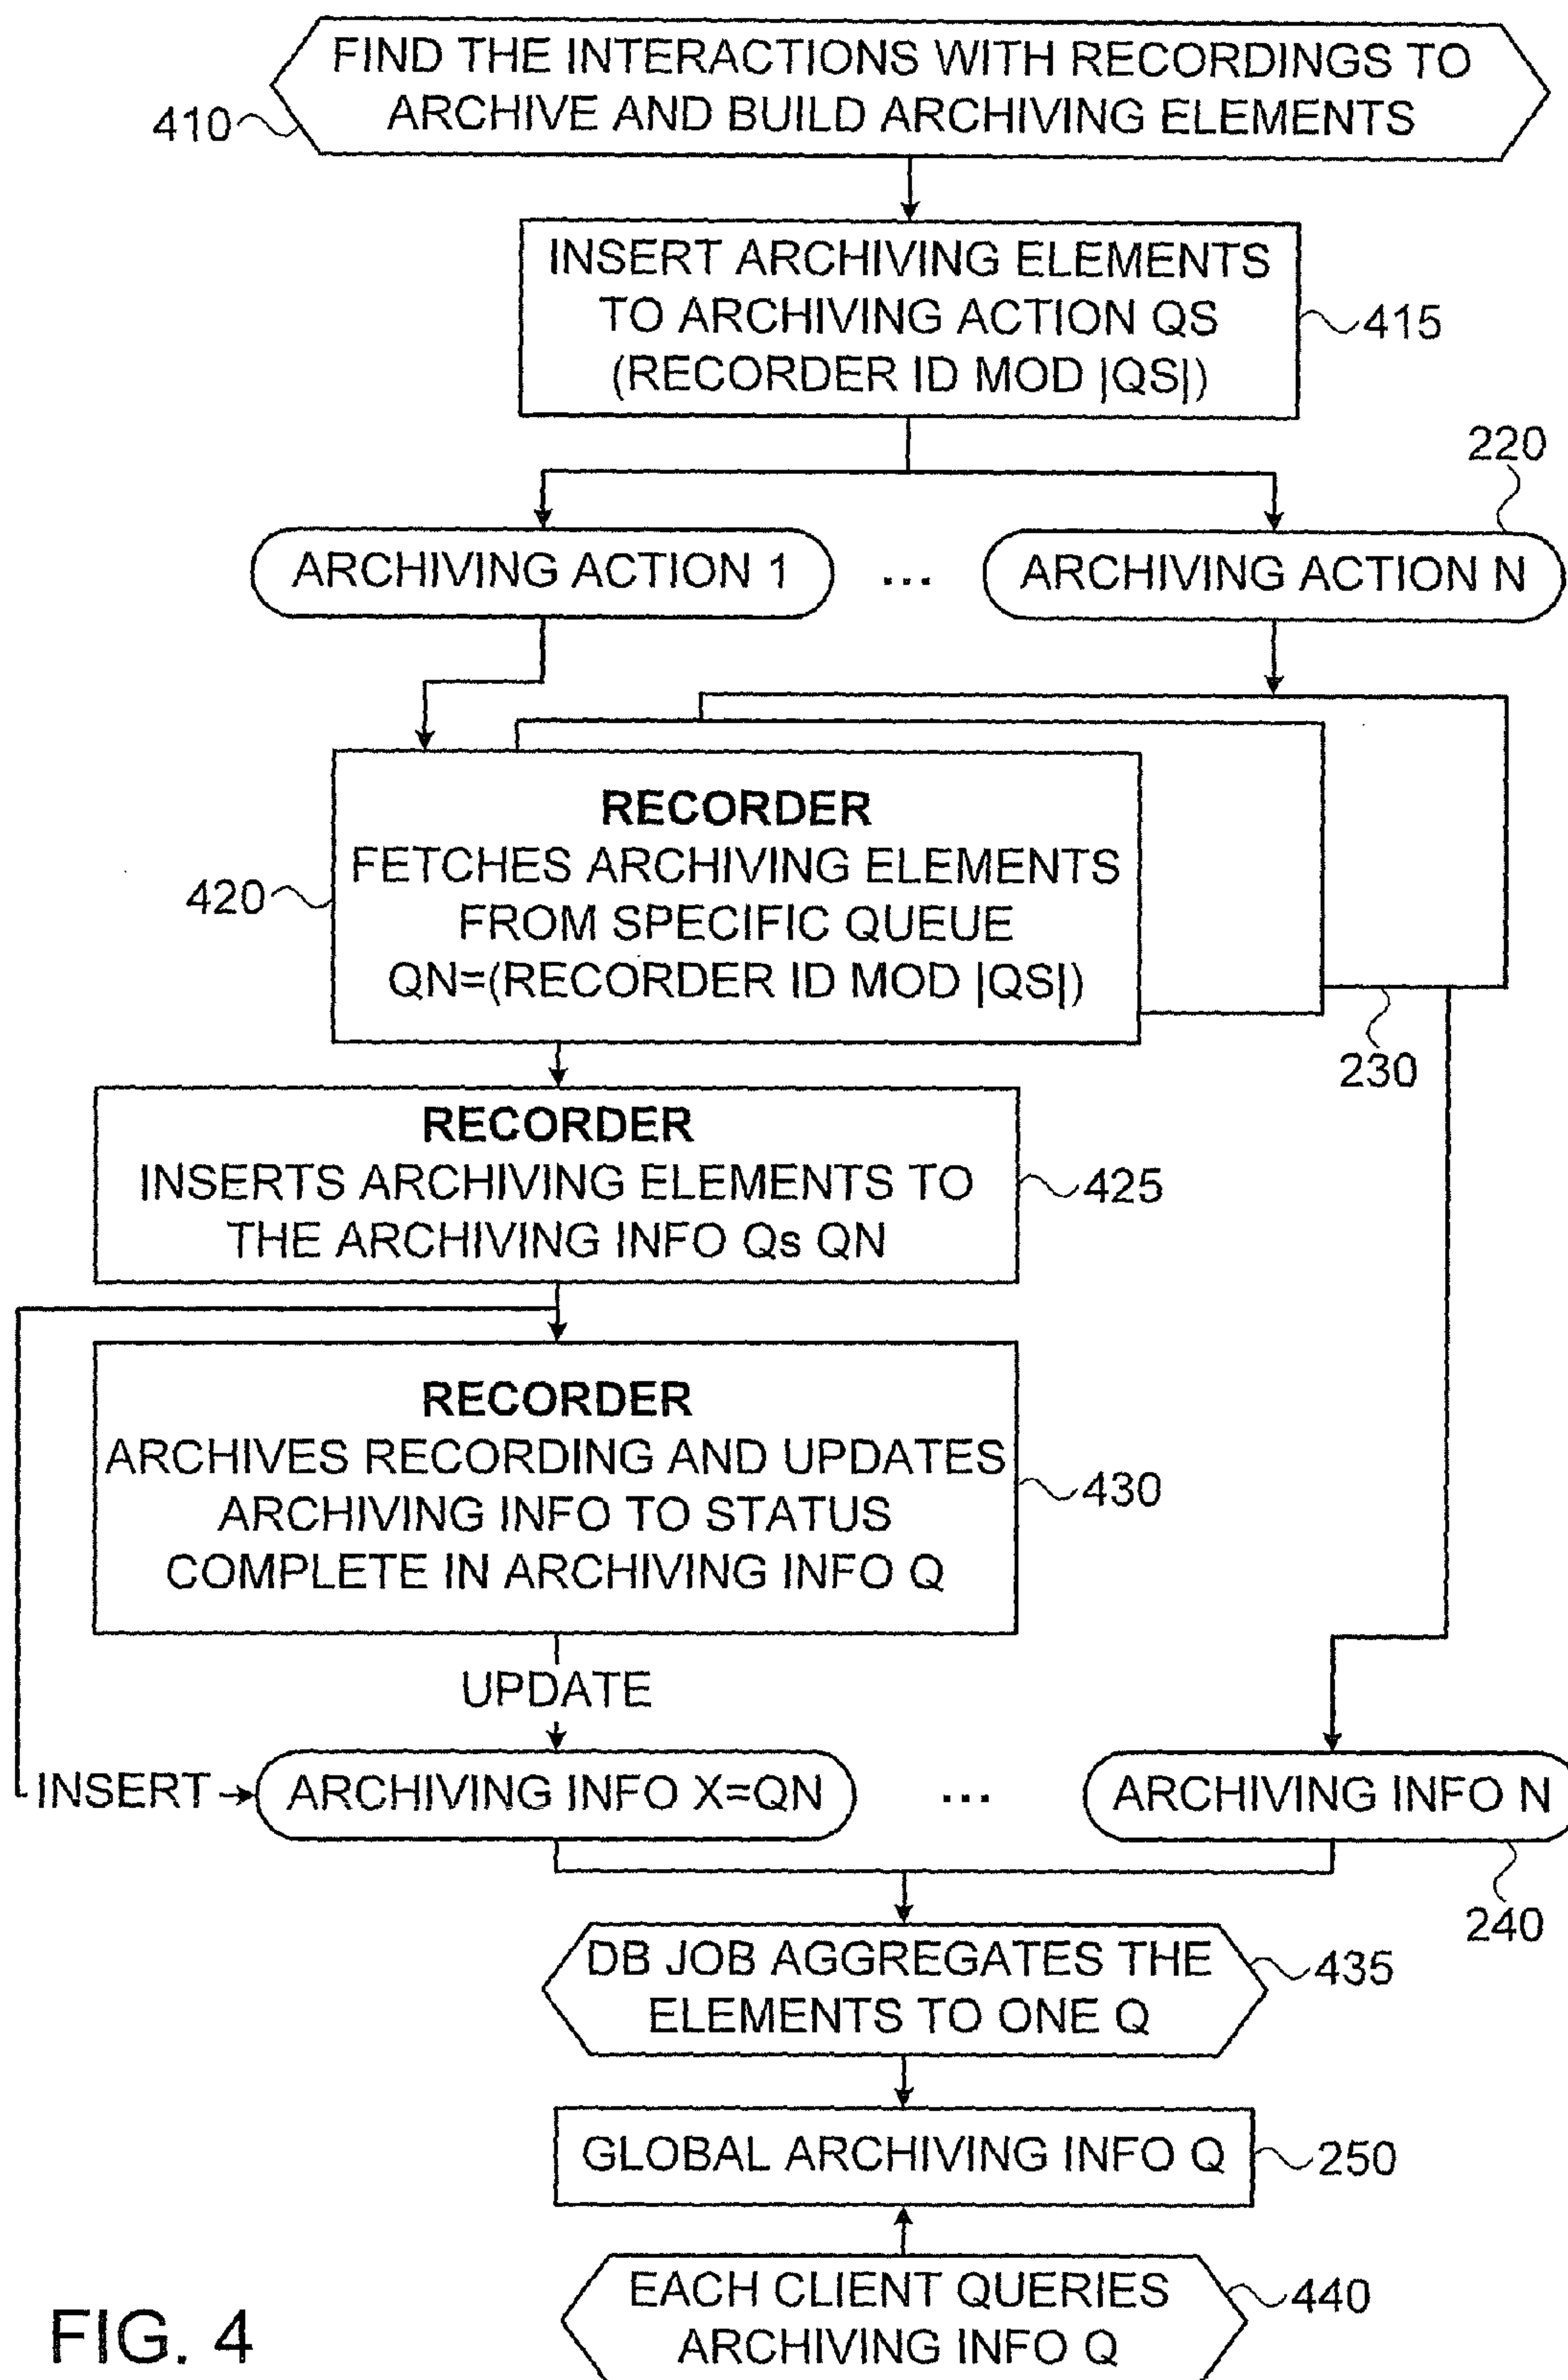 FIND THE INTERACTIONS WITH RECORDINGS TO
ARCHIVE AND BUILD ARCHIVING ELEMENTS
410
INSERT ARCHIVING ELEMENTS
TO ARCHIVING ACTION QS
(RECORDER ID MOD |QS|)
415
220
ARCHIVING ACTION 1
...
ARCHIVING ACTION N
RECORDER
FETCHES ARCHIVING ELEMENTS
FROM SPECIFIC QUEUE
QN=(RECORDER ID MOD |QS|)
420
230
RECORDER
INSERTS ARCHIVING ELEMENTS TO
THE ARCHIVING INFO Qs QN
425
RECORDER
ARCHIVES RECORDING AND UPDATES
ARCHIVING INFO TO STATUS
COMPLETE IN ARCHIVING INFO Q
430
UPDATE
INSERT
ARCHIVING INFO X=QN
...
ARCHIVING INFO N
240
DB JOB AGGREGATES THE
ELEMENTS TO ONE Q
435
GLOBAL ARCHIVING INFO Q
250
EACH CLIENT QUERIES
ARCHIVING INFO Q
440
FIG. 4